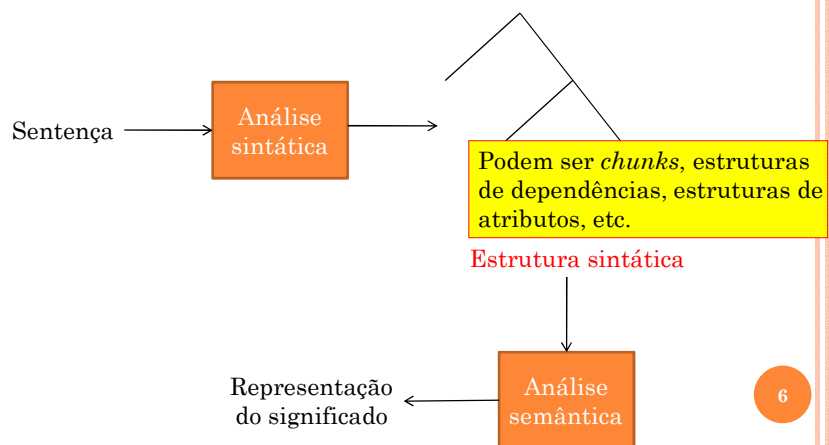 Sentença
Análise
sintática
Podem ser chunks, estruturas
de dependências, estruturas de
atributos, etc.
Estrutura sintática
Representação
do significado
Análise
semântica
6